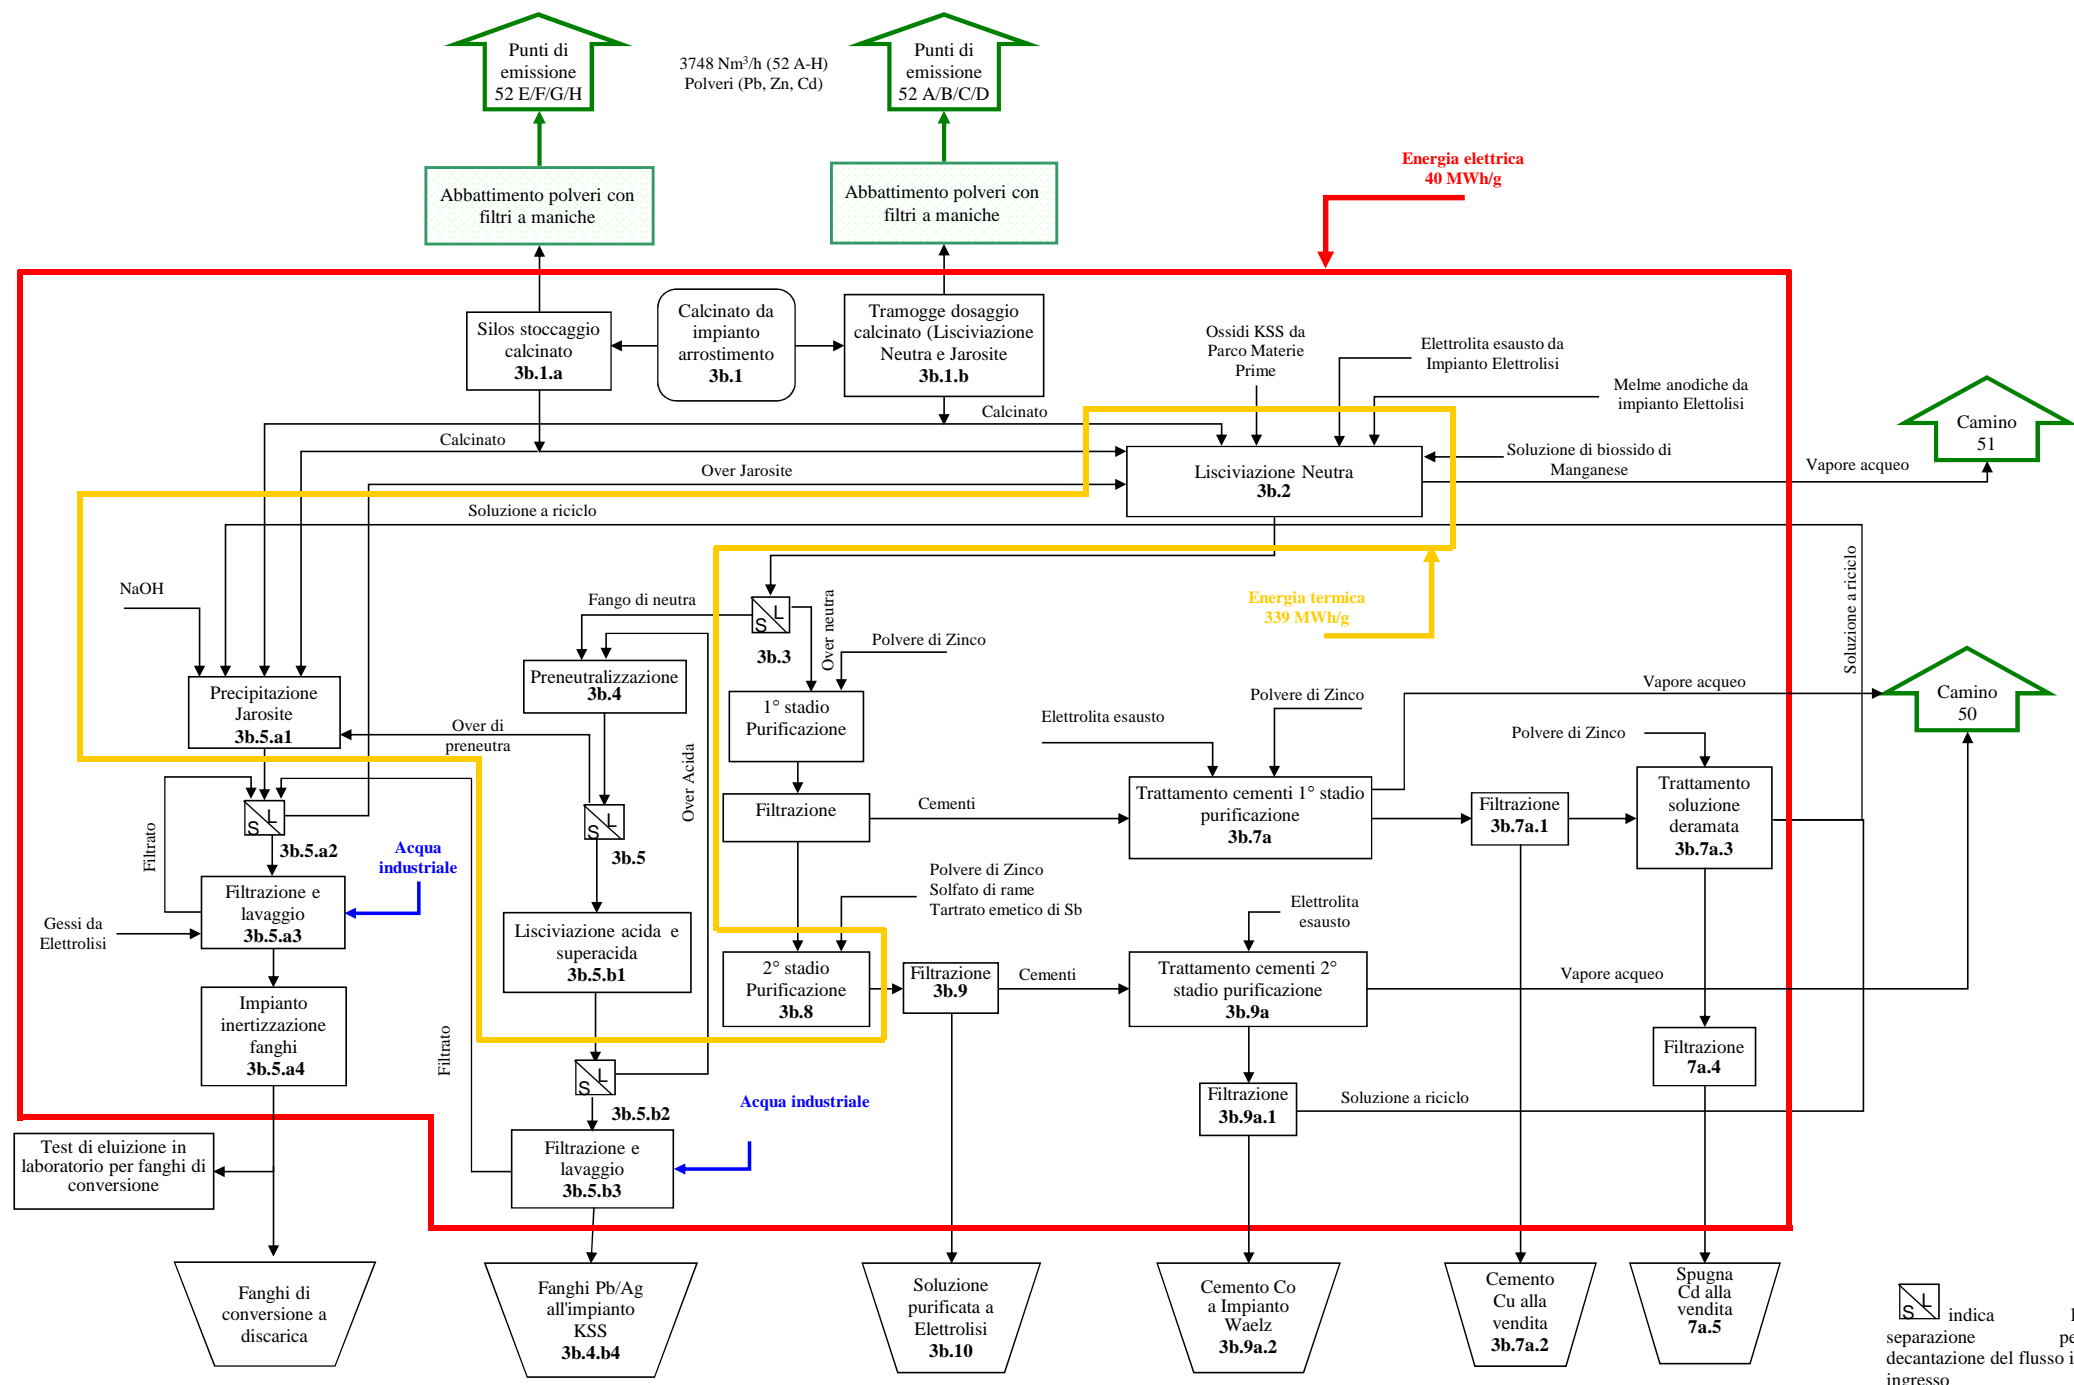 Punti di
emissione
52 E/F/G/H
3748 Nm³/h (52 A-H)
Polveri (Pb, Zn, Cd)
Punti di
emissione
52 A/B/C/D
Energia elettrica
40 MWh/g
Abbattimento polveri con
filtri a maniche
Abbattimento polveri con
filtri a maniche
Silos stoccaggio
calcinato
3b.1.a
Calcinato da
impianto
arrostimento
3b.1
Tramogge dosaggio
calcinato (Lisciviazione
Neutra e Jarosite
3b.1.b
Ossidi KSS da
Parco Materie
Prime
Elettrolita esausto da
Impianto Elettrolisi
Melme anodiche da
impianto Elettolisi
Calcinato
Calcinato
Over Jarosite
Lisciviazione Neutra
3b.2
Soluzione di biossido di
Manganese
Vapore acqueo
Camino
51
Soluzione a riciclo
Soluzione a riciclo
NaOH
Fango di neutra
S L
3b.3
Over neutra
Polvere di Zinco
Energia termica
339 MWh/g
Precipitazione
Jarosite
3b.5.a1
Preneutralizzazione
3b.4
Over di
preneutra
Over Acida
1° stadio
Purificazione
Elettrolita esausto
Polvere di Zinco
Vapore acqueo
Polvere di Zinco
Camino
50
Filtrato
S L
3b.5.a2
Acqua
industriale
S L
3b.5
Filtrazione
Cementi
Trattamento cementi 1° stadio
purificazione
3b.7a
Filtrazione
3b.7a.1
Trattamento
soluzione
deramata
3b.7a.3
Gessi da
Elettrolisi
Filtrazione e
lavaggio
3b.5.a3
Lisciviazione acida e
superacida
3b.5.b1
Polvere di Zinco
Solfato di rame
Tartrato emetico di Sb
Elettrolita
esausto
2° stadio
Purificazione
3b.8
Filtrazione
3b.9
Cementi
Trattamento cementi 2°
stadio purificazione
3b.9a
Vapore acqueo
Impianto
inertizzazione
fanghi
3b.5.a4
Filtrato
S L
3b.5.b2
Acqua industriale
Filtrazione
3b.9a.1
Soluzione a riciclo
Filtrazione
7a.4
Test di eluizione in
laboratorio per fanghi di
conversione
Filtrazione e
lavaggio
3b.5.b3
Fanghi di
conversione a
discarica
Fanghi Pb/Ag
all'impianto
KSS
3b.4.b4
Soluzione
purificata a
Elettrolisi
3b.10
Cemento Co
a Impianto
Waelz
3b.9a.2
Cemento
Cu alla
vendita
3b.7a.2
Spugna
Cd alla
vendita
7a.5
S L indica
separazione
decantazione del flusso
ingresso